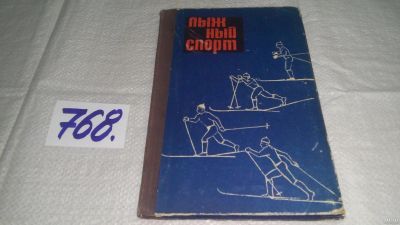 лыж
ный
спорт
768.